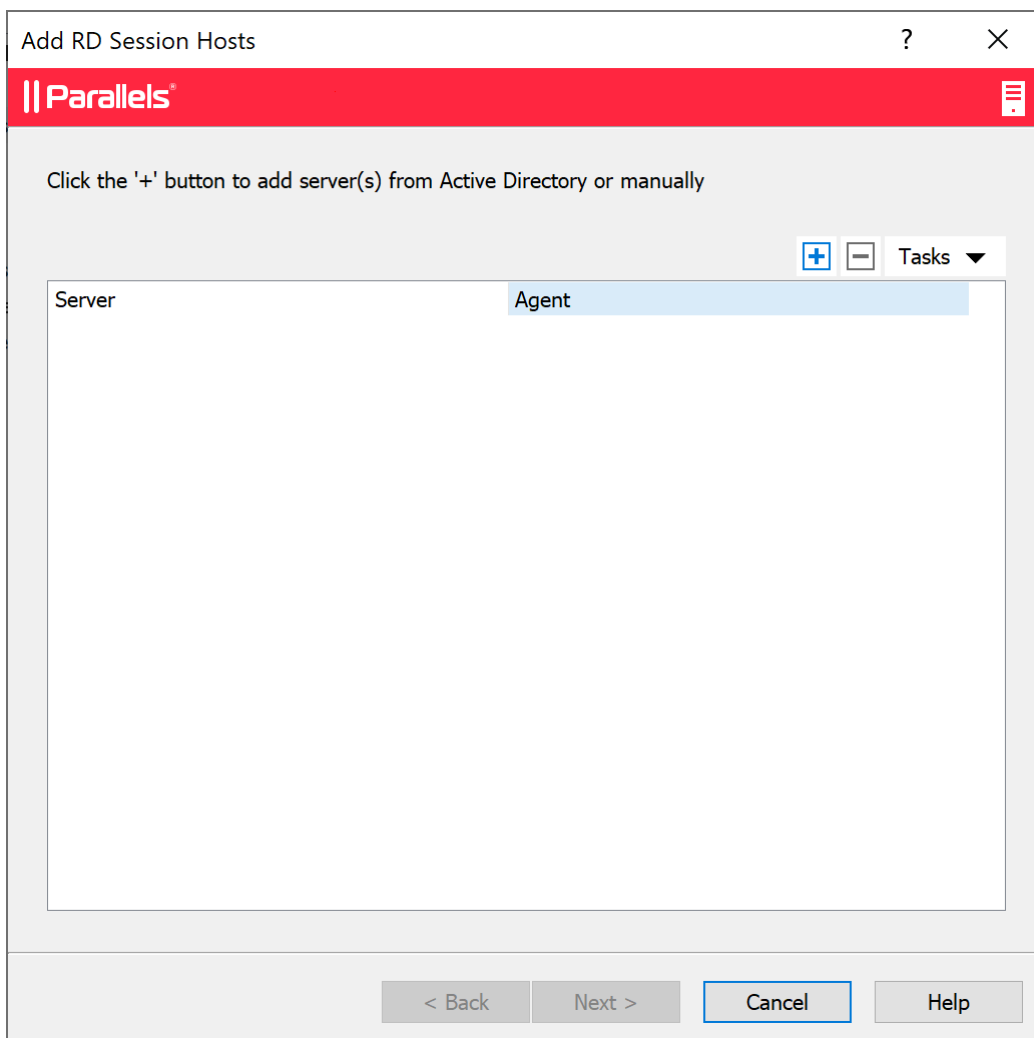 Add RD Session Hosts
?
Parallels®
Click the '+' button to add server(s) from Active Directory or manually
Tasks
Server Agent
< Back Next > Cancel Help